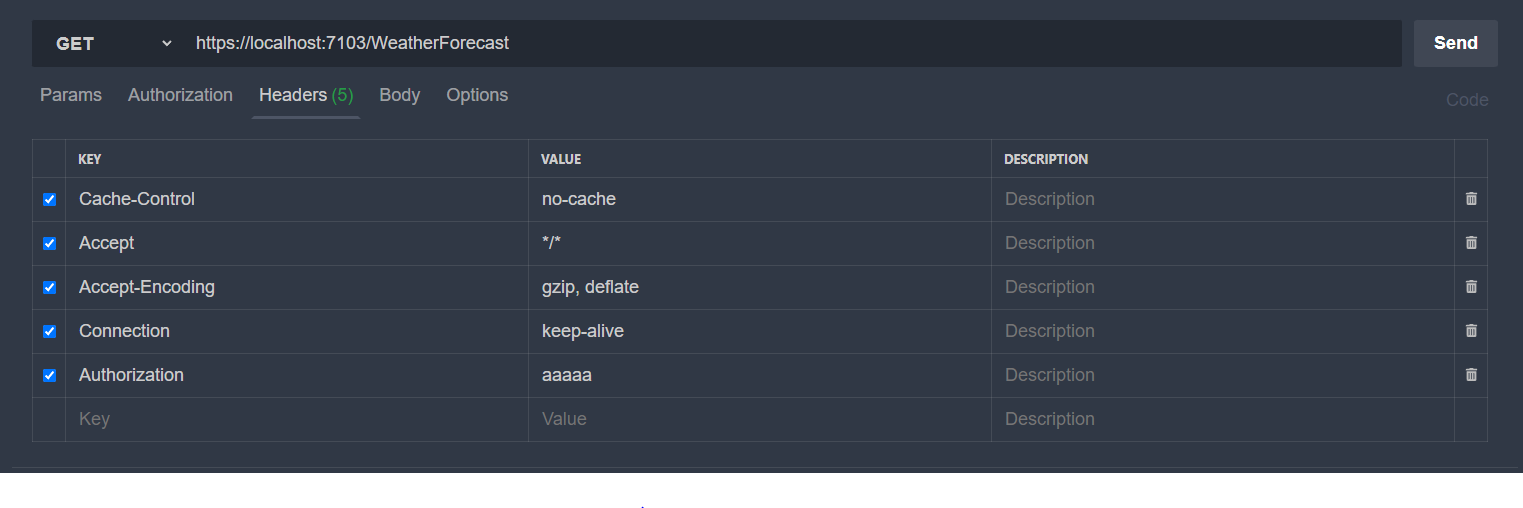 GET https://localhost:7103/WeatherForecast Send
Params Authorization Headers (5) Body Options Code
KEY VALUE DESCRIPTION
Cache-Control no-cache Description
Accept */* Description
Accept-Encoding gzip, deflate Description
Connection keep-alive Description
Authorization aaaaa Description
Key Value Description